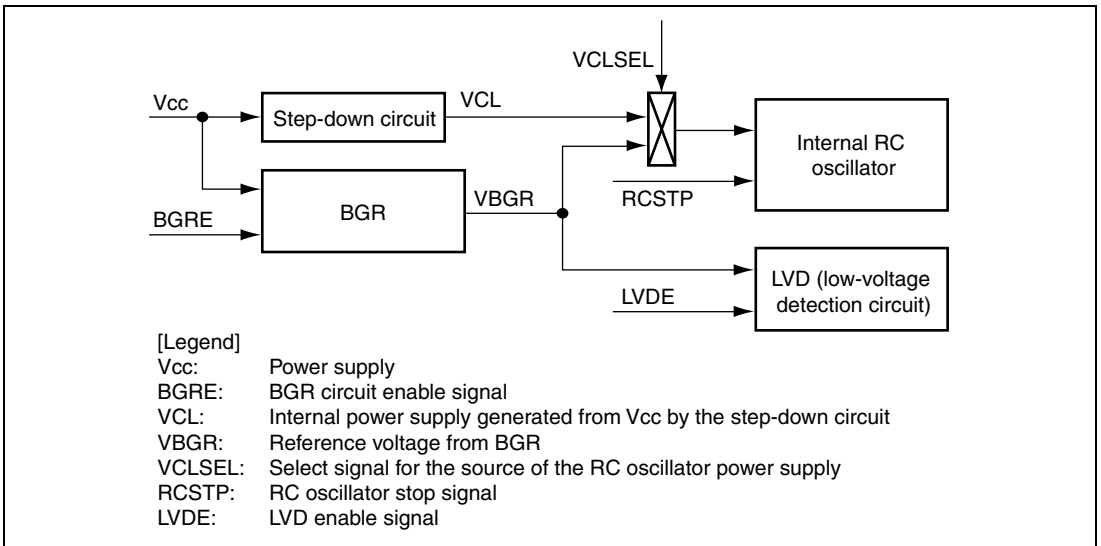 VCLSEL
Vcc
Step-down circuit
VCL
Internal RC
oscillator
BGRE
BGR
VBGR
RCSTP
LVDE
LVD (low-voltage
detection circuit)
[Legend]
Vcc: Power supply
BGRE: BGR circuit enable signal
VCL: Internal power supply generated from Vcc by the step-down circuit
VBGR: Reference voltage from BGR
VCLSEL: Select signal for the source of the RC oscillator power supply
RCSTP: RC oscillator stop signal
LVDE: LVD enable signal